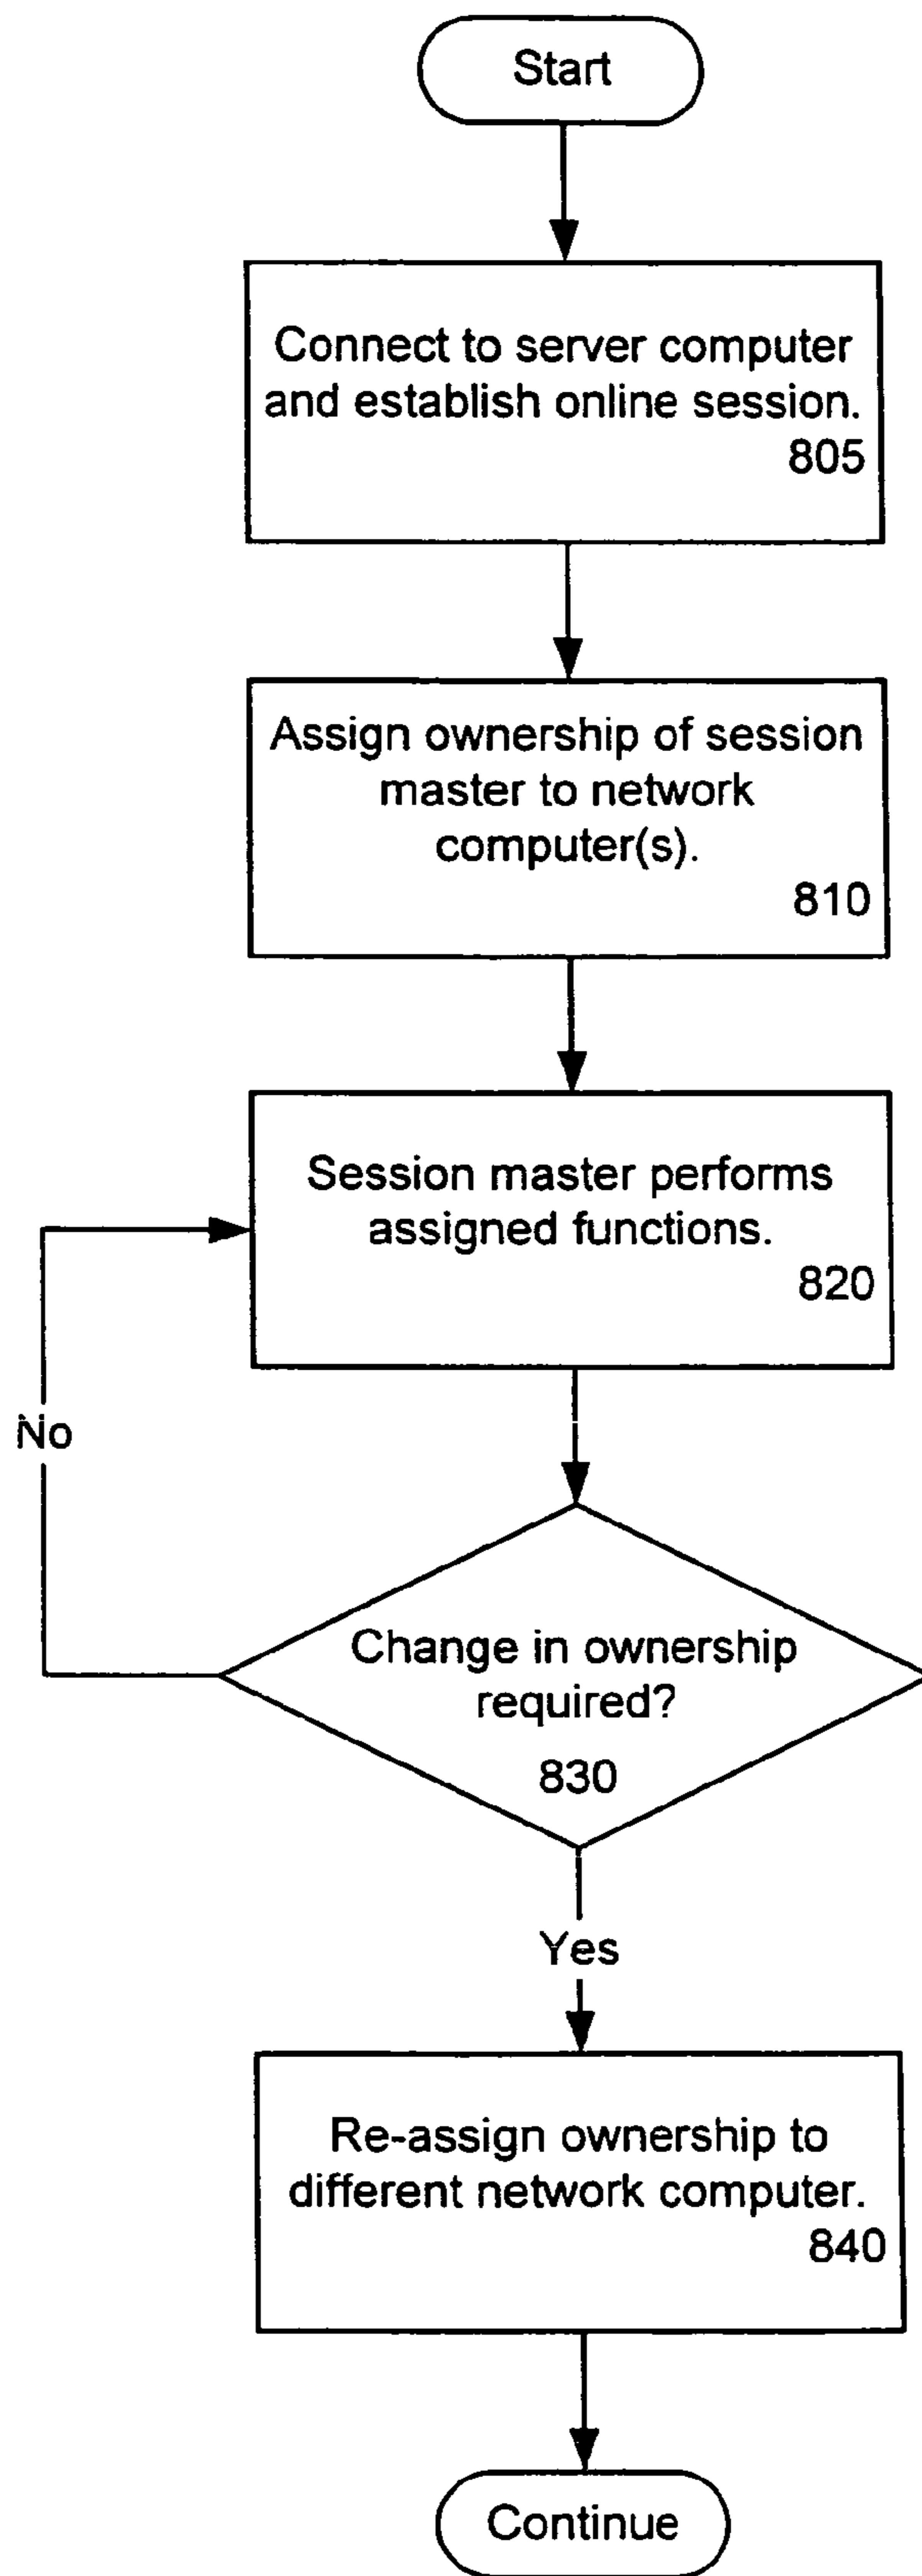 Start
Connect to server computer
and establish online session.
805
Assign ownership of session
master to network
computer(s).
810
Session master performs
assigned functions.
820
No
Change in ownership
required?
830
Yes
Re-assign ownership to
different network computer.
840
Continue